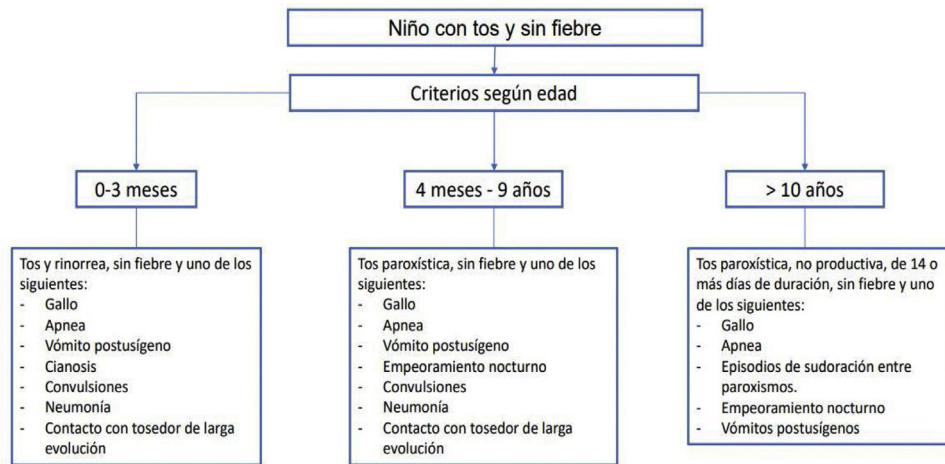 Niño con tos y sin fiebre
Criterios según edad
0-3 meses
4 meses - 9 años
> 10 años
Tos y rinorrea, sin fiebre y uno de los
siguientes:
- Gallo
- Apnea
- Vómito postusígeno
- Cianosis
- Convulsiones
- Neumonía
- Contacto con tosedor de larga
evolución
Tos paroxística, sin fiebre y uno de los
siguientes:
- Gallo
- Apnea
- Vómito postusígeno
- Empeoramiento nocturno
- Convulsiones
- Neumonía
- Contacto con tosedor de larga
evolución
Tos paroxística, no productiva, de 14 o
más días de duración, sin fiebre y uno
de los siguientes:
- Gallo
- Apnea
- Episodios de sudoración entre
paroxismos.
- Empeoramiento nocturno
- Vómitos postusígenos